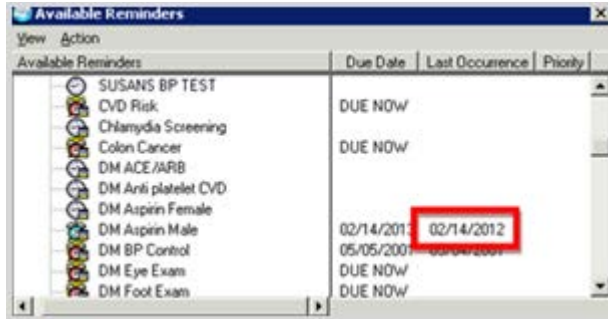 Available Reminders
View Action
Available Reminders Due Date Last Occurrence Priority
SUSANS BP TEST
CVD Risk DUE NOW
Chlamydia Screening
Colon Cancer DUE NOW
DM ACE/ARB
DM Anti platelet CVD
DM Aspirin Female
DM Aspirin Male 02/14/2013 02/14/2012
DM BP Control 05/05/2001
DM Eye Exam DUE NOW
DM Foot Exam DUE NOW